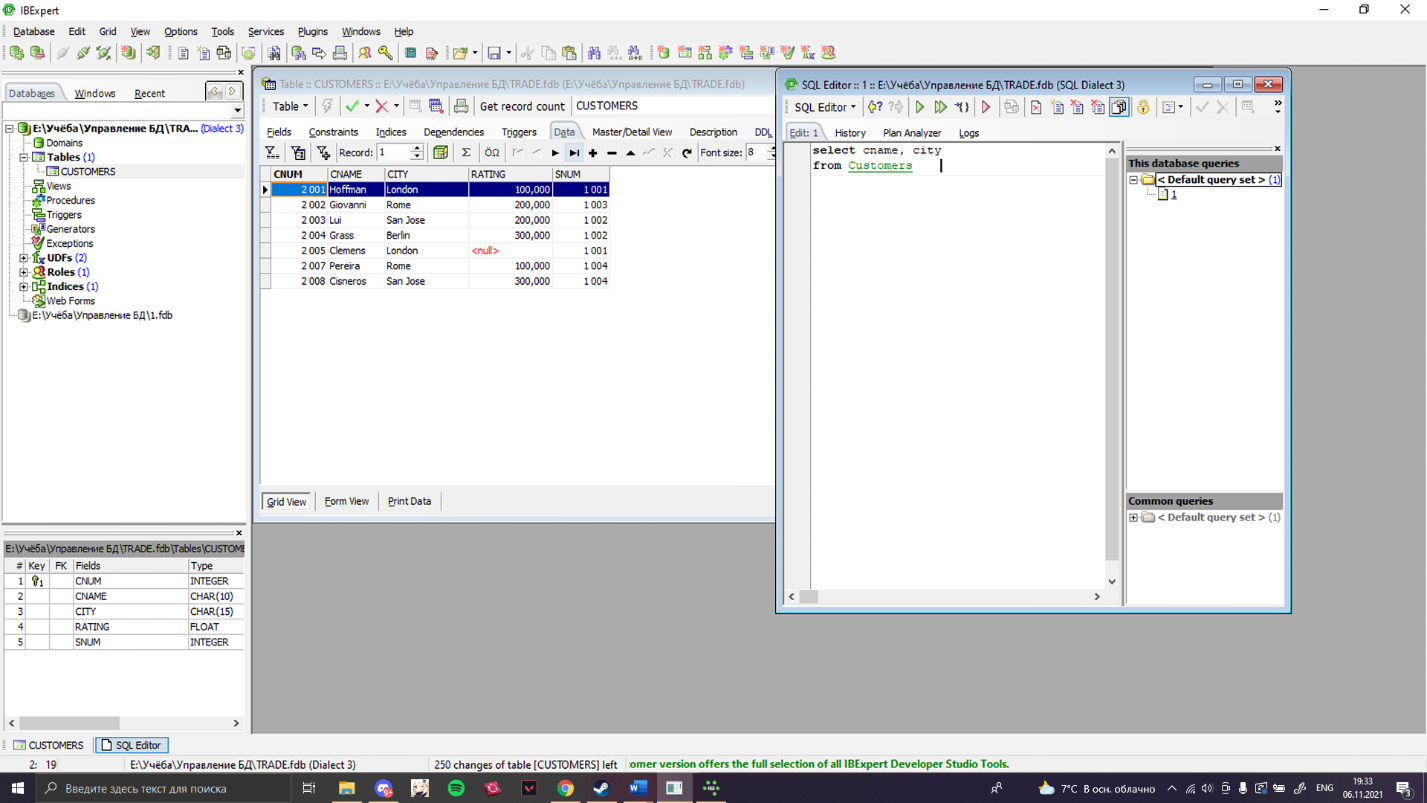 IBExpert
Database Edit Grid View Options Tools Services Plugins Windows Help
Databases Windows Recent
E:\Учёба\Управление БД\TRA... (Dialect 3)
Domains
Tables (1)
CUSTOMERS
Views
Procedures
Triggers
Generators
Exceptions
UDFs (2)
Roles (1)
Indices (1)
Web Forms
E:\Учёба\Управление БД\1.fdb
E:\Учёба\Управление БД\TRADE.fdb\Tables\CUSTOME
# Key FK Fields Type
1 1 CNUM INTEGER
2 CNAME CHAR(10)
3 CITY CHAR(15)
4 RATING FLOAT
5 SNUM INTEGER
Table :: CUSTOMERS :: E:\Учёба\Управление БД\TRADE.fdb (E:\Учёба\Управление БД\TRADE.fdb)
Table Get record count CUSTOMERS
Fields Constraints Indices Dependencies Triggers Data Master/Detail View Description DDL
Record: 1 Σ ÖΩ Font size: 8
CNUM CNAME CITY RATING SNUM
2 001 Hoffman London 100,000 1 001
2 002 Giovanni Rome 200,000 1 003
2 003 Lui San Jose 200,000 1 002
2 004 Grass Berlin 300,000 1 002
2 005 Clemens London <null> 1 001
2 007 Pereira Rome 100,000 1 004
2 008 Cisneros San Jose 300,000 1 004
Grid View Form View Print Data
SQL Editor :: 1 :: E:\Учёба\Управление БД\TRADE.fdb (SQL Dialect 3)
SQL Editor
Edit: 1 History Plan Analyzer Logs
select cname, city
from Customers
This database queries
< Default query set > (1)
1
Common queries
< Default query set > (1)
CUSTOMERS SQL Editor
2: 19 E:\Учёба\Управление БД\TRADE.fdb (Dialect 3) 250 changes of table [CUSTOMERS] left omer version offers the full selection of all IBExpert Developer Studio Tools.
Введите здесь текст для поиска
7°C В осн. облачно ENG
19:33
06.11.2021
3